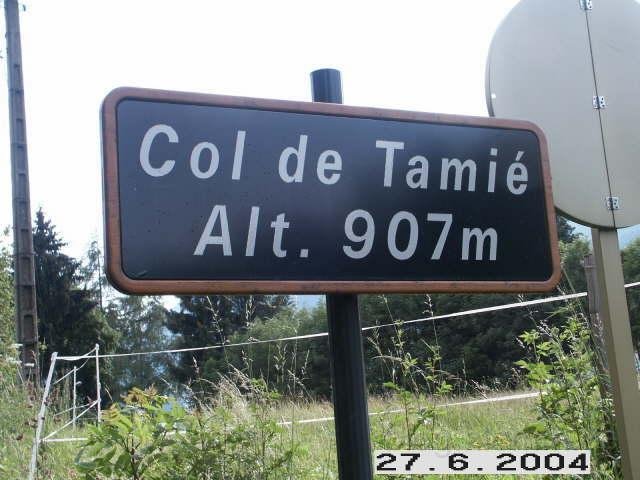 Col de Tamié
Alt. 907m
27. 6. 2004